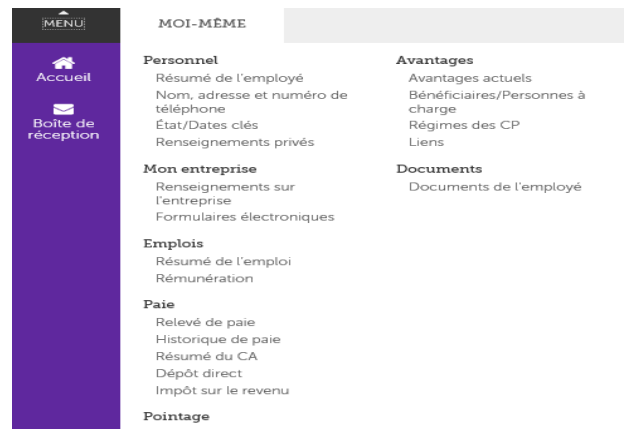 MENU
MOI-MÊME
Accueil
Boîte de
réception
Personnel
Résumé de l'employé
Nom, adresse et numéro de
téléphone
État/Dates clés
Renseignements privés
Mon entreprise
Renseignements sur
l'entreprise
Formulaires électroniques
Emplois
Résumé de l'emploi
Rémunération
Paie
Relevé de paie
Historique de paie
Résumé du CA
Dépôt direct
Impôt sur le revenu
Pointage
Avantages
Avantages actuels
Bénéficiaires/Personnes à
charge
Régimes des CP
Liens
Documents
Documents de l'employé